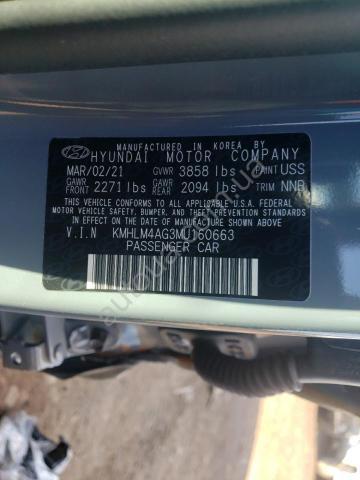 MANUFACTURED IN KOREA BY
HYUNDAI MOTOR COMPANY
MAR/02/21 GVWR 3858 lbs PAINT USS
GAWR FRONT 2271 lbs GAWR REAR 2094 lbs TRIM NNB
THIS VEHICLE CONFORMS TO ALL APPLICABLE U.S.A. FEDERAL
MOTOR VEHICLE SAFETY, BUMPER, AND THEFT PREVENTION STANDARDS
IN EFFECT ON THE DATE OF MANUFACTURE SHOWN ABOVE.
V.I.N KMHLM4AG3MU160663
PASSENGER CAR